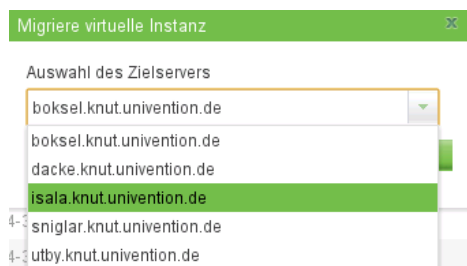 Migriere virtuelle Instanz
Auswahl des Zielservers
boksel.knut.univention.de
boksel.knut.univention.de
dacke.knut.univention.de
isala.knut.univention.de
sniglar.knut.univention.de
utby.knut.univention.de